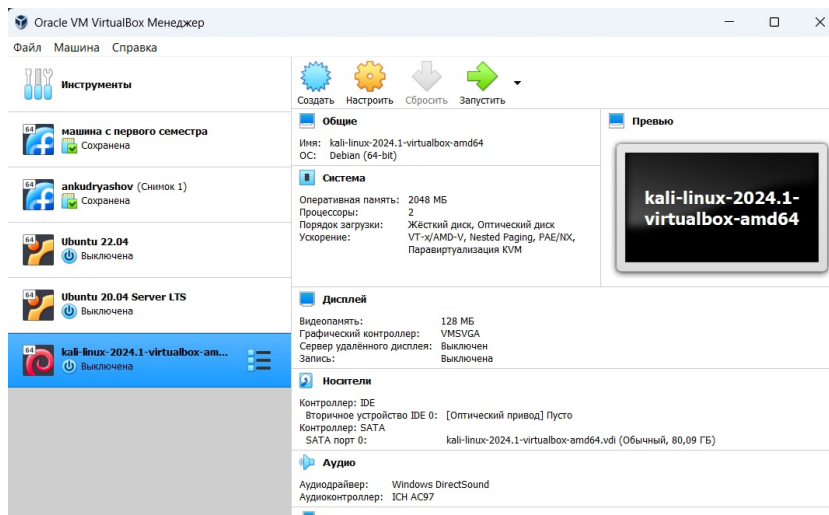 Oracle VM VirtualBox Менеджер
Файл Машина Справка
Инструменты
64
машина с первого семестра
Сохранена
64
ankudryashov (Снимок 1)
Сохранена
64
Ubuntu 22.04
Выключена
64
Ubuntu 20.04 Server LTS
Выключена
64
kali-linux-2024.1-virtualbox-am...
Выключена
Создать Настроить Сбросить Запустить
Общие
Имя: kali-linux-2024.1-virtualbox-amd64
ОС: Debian (64-bit)
Система
Оперативная память: 2048 МБ
Процессоры: 2
Порядок загрузки: Жёсткий диск, Оптический диск
Ускорение: VT-x/AMD-V, Nested Paging, PAE/NX,
Паравиртуализация KVM
Превью
kali-linux-2024.1-
virtualbox-amd64
Дисплей
Видеопамять: 128 МБ
Графический контроллер: VMSVGA
Сервер удалённого дисплея: Выключен
Запись: Выключена
Носители
Контроллер: IDE
Вторичное устройство IDE 0: [Оптический привод] Пусто
Контроллер: SATA
SATA порт 0: kali-linux-2024.1-virtualbox-amd64.vdi (Обычный, 80,09 ГБ)
Аудио
Аудиодрайвер: Windows DirectSound
Аудиоконтроллер: ICH AC97